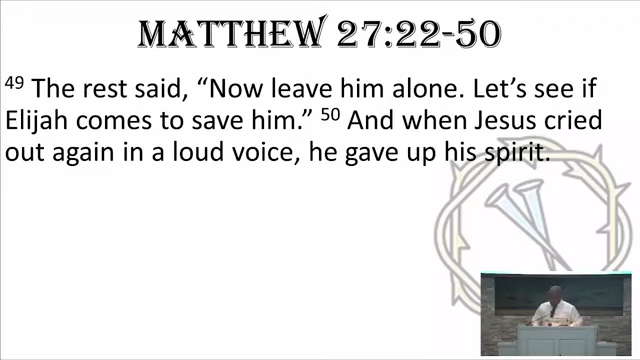 MATTHEW 27:22-50
49 The rest said, “Now leave him alone. Let’s see if
Elijah comes to save him.” 50 And when Jesus cried
out again in a loud voice, he gave up his spirit.